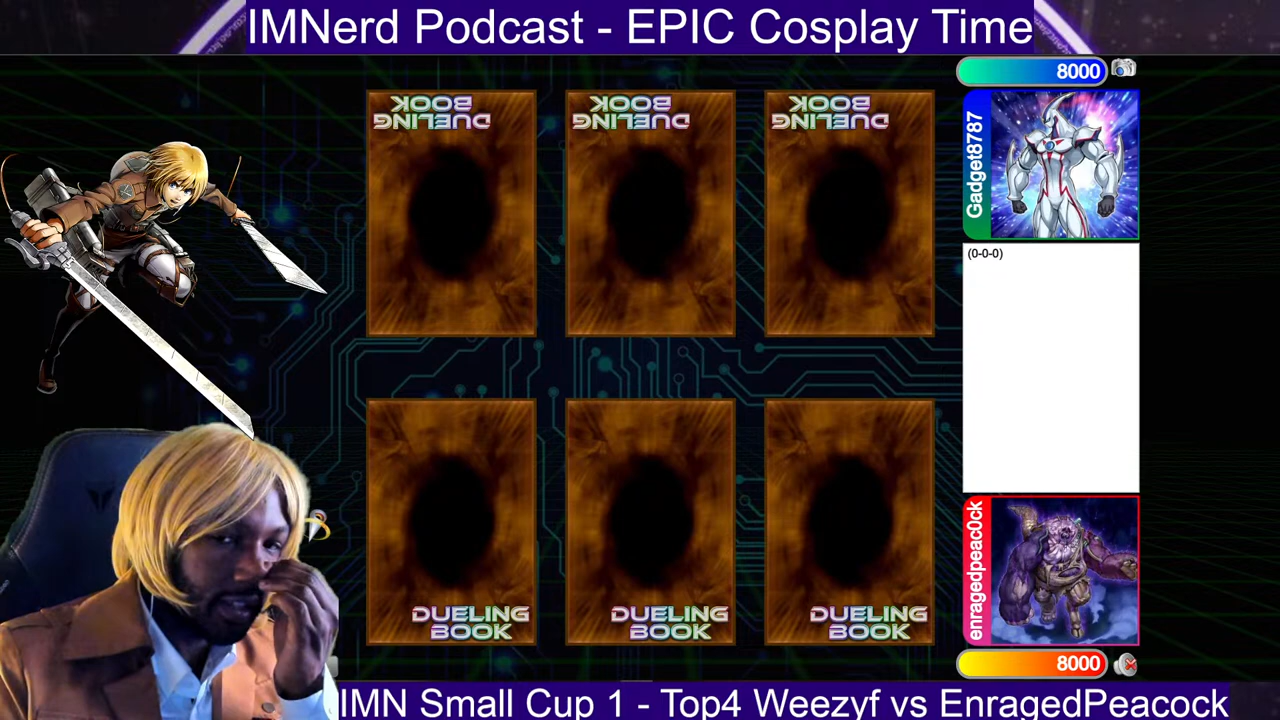 IMNerd Podcast - EPIC Cosplay Time
8000
DUELING
BOOK
DUELING
BOOK
DUELING
BOOK
Gadget8787
(0-0-0)
DUELING
BOOK
DUELING
BOOK
DUELING
BOOK
enragedpeac0ck
8000
IMN Small Cup 1 - Top4 Weezyf vs EnragedPeacock